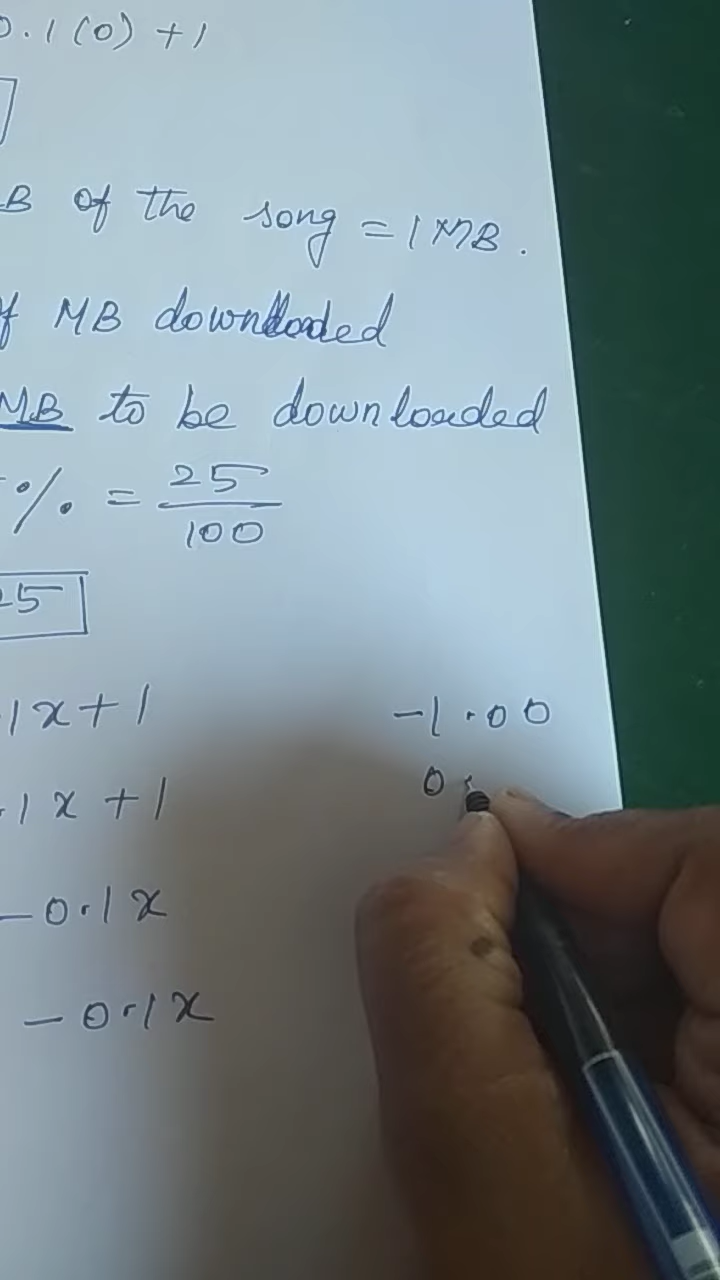 0.1(0) +1
B of the song = 1 MB.
f MB downloaded
MB to be downloaded
% = 25/100
25
1x+1
.1x +1
-1.00
0.
-0.1x
-0.1x